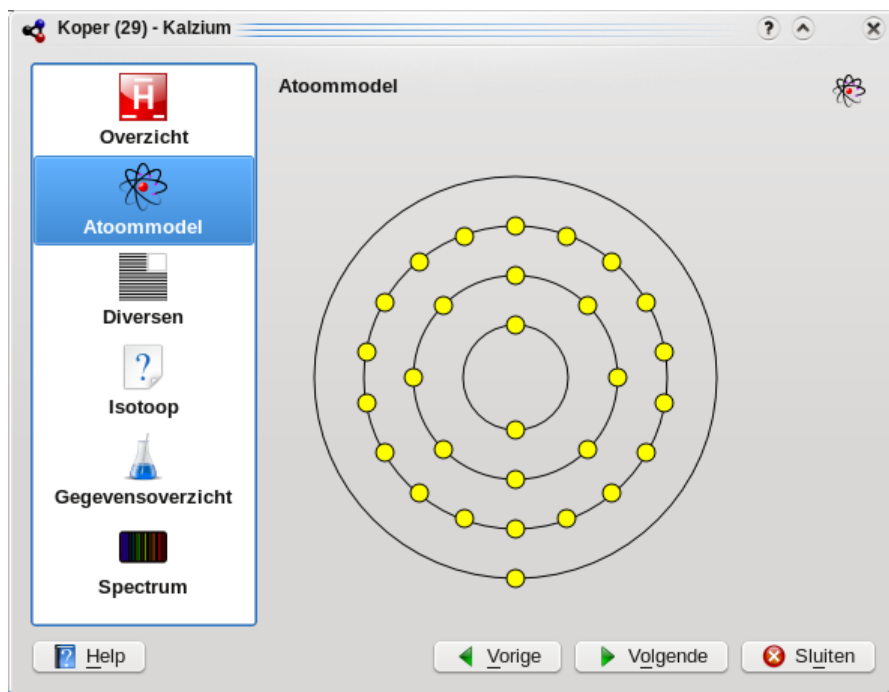 Koper (29) - Kalzium
H
Overzicht
Atoommodel
Diversen
?
Isotoop
Gegevensoverzicht
Spectrum
Atoommodel
Help
Vorige
Volgende
Sluiten